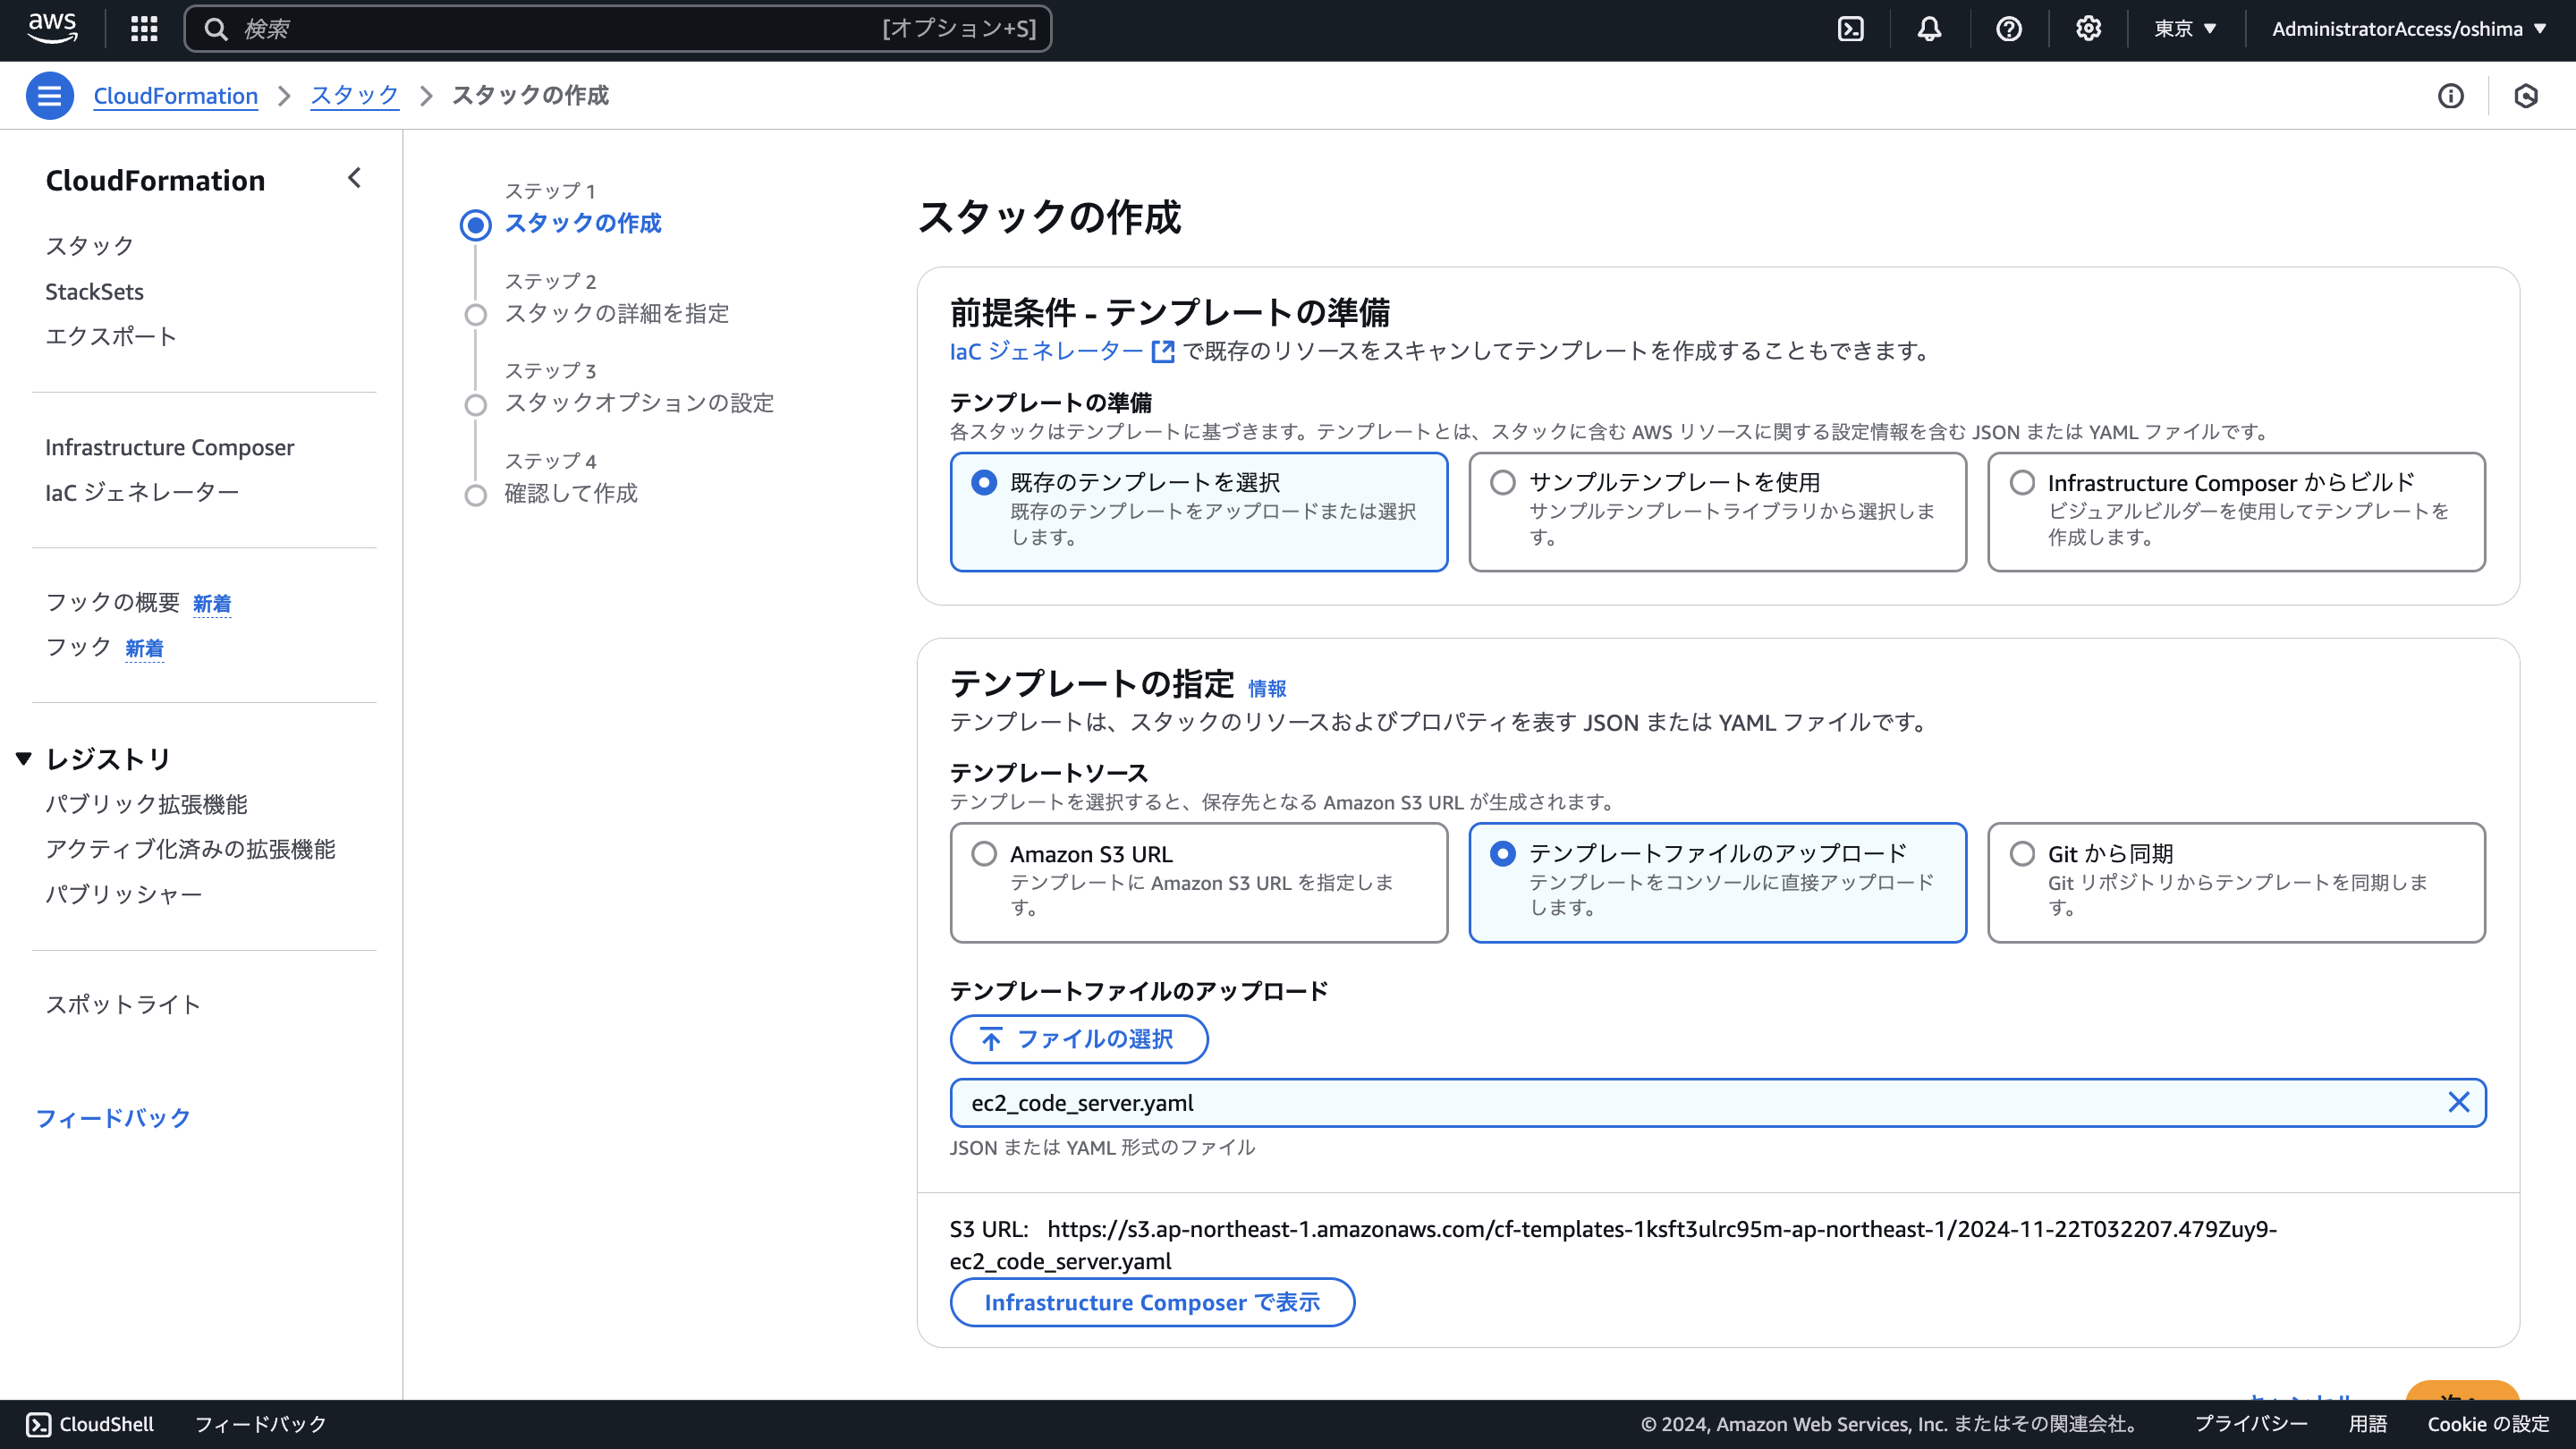 aws
検索
[オプション+S]
東京
AdministratorAccess/oshima
CloudFormation
スタック
スタックの作成
CloudFormation
スタック
StackSets
エクスポート
Infrastructure Composer
IaC ジェネレーター
フックの概要 新着
フック 新着
レジストリ
パブリック拡張機能
アクティブ化済みの拡張機能
パブリッシャー
スポットライト
フィードバック
ステップ 1
スタックの作成
ステップ 2
スタックの詳細を指定
ステップ 3
スタックオプションの設定
ステップ 4
確認して作成
スタックの作成
前提条件 - テンプレートの準備
IaC ジェネレーター で既存のリソースをスキャンしてテンプレートを作成することもできます。
テンプレートの準備
各スタックはテンプレートに基づきます。テンプレートとは、スタックに含む AWS リソースに関する設定情報を含む JSON または YAML ファイルです。
既存のテンプレートを選択
既存のテンプレートをアップロードまたは選択
します。
サンプルテンプレートを使用
サンプルテンプレートライブラリから選択しま
す。
Infrastructure Composer からビルド
ビジュアルビルダーを使用してテンプレートを
作成します。
テンプレートの指定 情報
テンプレートは、スタックのリソースおよびプロパティを表す JSON または YAML ファイルです。
テンプレートソース
テンプレートを選択すると、保存先となる Amazon S3 URL が生成されます。
Amazon S3 URL
テンプレートに Amazon S3 URL を指定しま
す。
テンプレートファイルのアップロード
テンプレートをコンソールに直接アップロード
します。
Git から同期
Git リポジトリからテンプレートを同期しま
す。
テンプレートファイルのアップロード
ファイルの選択
ec2_code_server.yaml
JSON または YAML 形式のファイル
S3 URL: https://s3.ap-northeast-1.amazonaws.com/cf-templates-1ksft3ulrc95m-ap-northeast-1/2024-11-22T032207.479Zuy9-
ec2_code_server.yaml
Infrastructure Composer で表示
CloudShell
フィードバック
© 2024, Amazon Web Services, Inc. またはその関連会社。
プライバシー
用語
Cookie の設定